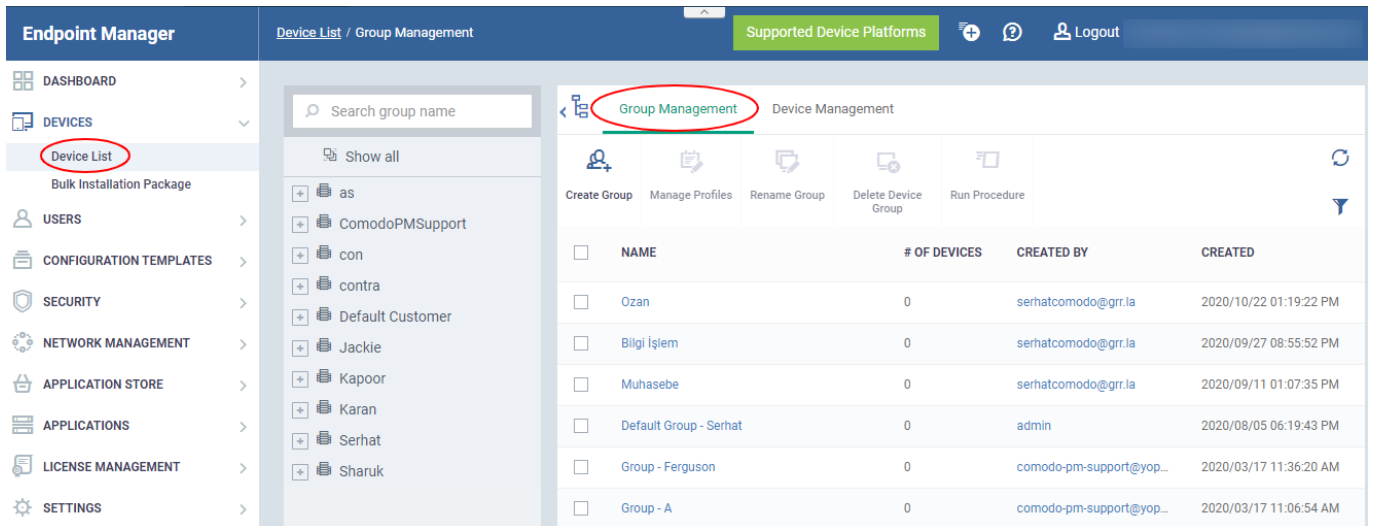 Endpoint Manager
Device List / Group Management
Supported Device Platforms
Logout
DASHBOARD
DEVICES
Device List
Bulk Installation Package
USERS
CONFIGURATION TEMPLATES
SECURITY
NETWORK MANAGEMENT
APPLICATION STORE
APPLICATIONS
LICENSE MANAGEMENT
SETTINGS
Search group name
Show all
as
ComodoPMSupport
con
contra
Default Customer
Jackie
Kapoor
Karan
Serhat
Sharuk
Group Management Device Management
Create Group Manage Profiles Rename Group Delete Device Run Procedure
Group
NAME # OF DEVICES CREATED BY CREATED
Ozan 0 serhatcomodo@grr.la 2020/10/22 01:19:22 PM
Bilgi İşlem 0 serhatcomodo@grr.la 2020/09/27 08:55:52 PM
Muhasebe 0 serhatcomodo@grr.la 2020/09/11 01:07:35 PM
Default Group - Serhat 0 admin 2020/08/05 06:19:43 PM
Group - Ferguson 0 comodo-pm-support@yop... 2020/03/17 11:36:20 AM
Group - A 0 comodo-pm-support@yop... 2020/03/17 11:06:54 AM